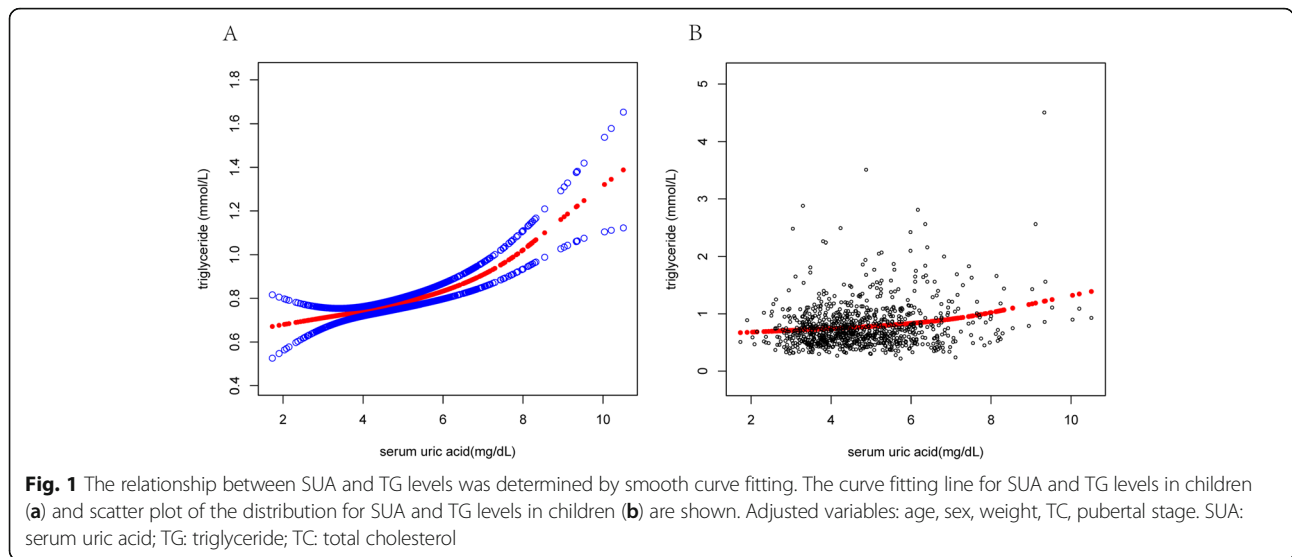 A
B
1.8
1.6
1.4
1.2
1.0
0.8
0.6
0.4
triglyceride (mmol/L)
2 4 6 8 10
serum uric acid(mg/dL)
5
4
3
2
1
0
triglyceride (mmol/L)
2 4 6 8 10
serum uric acid(mg/dL)
Fig. 1 The relationship between SUA and TG levels was determined by smooth curve fitting. The curve fitting line for SUA and TG levels in children
(a) and scatter plot of the distribution for SUA and TG levels in children (b) are shown. Adjusted variables: age, sex, weight, TC, pubertal stage. SUA:
serum uric acid; TG: triglyceride; TC: total cholesterol